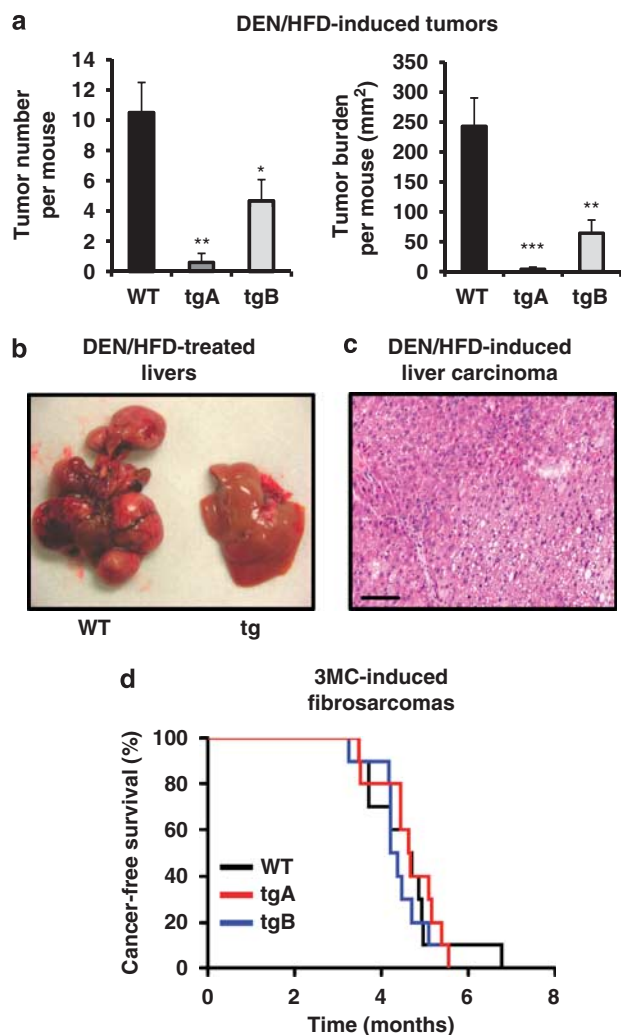 a
DEN/HFD-induced tumors
Tumor number
per mouse
14
12
10
8
6
4
2
0
**
*
WT tgA tgB
Tumor burden
per mouse (mm²)
350
300
250
200
150
100
50
0
***
**
WT tgA tgB
b
DEN/HFD-treated
livers
WT tg
c
DEN/HFD-induced
liver carcinoma
d
3MC-induced
fibrosarcomas
Cancer-free survival (%)
100
80
60
40
20
0
WT
tgA
tgB
0 2 4 6 8
Time (months)